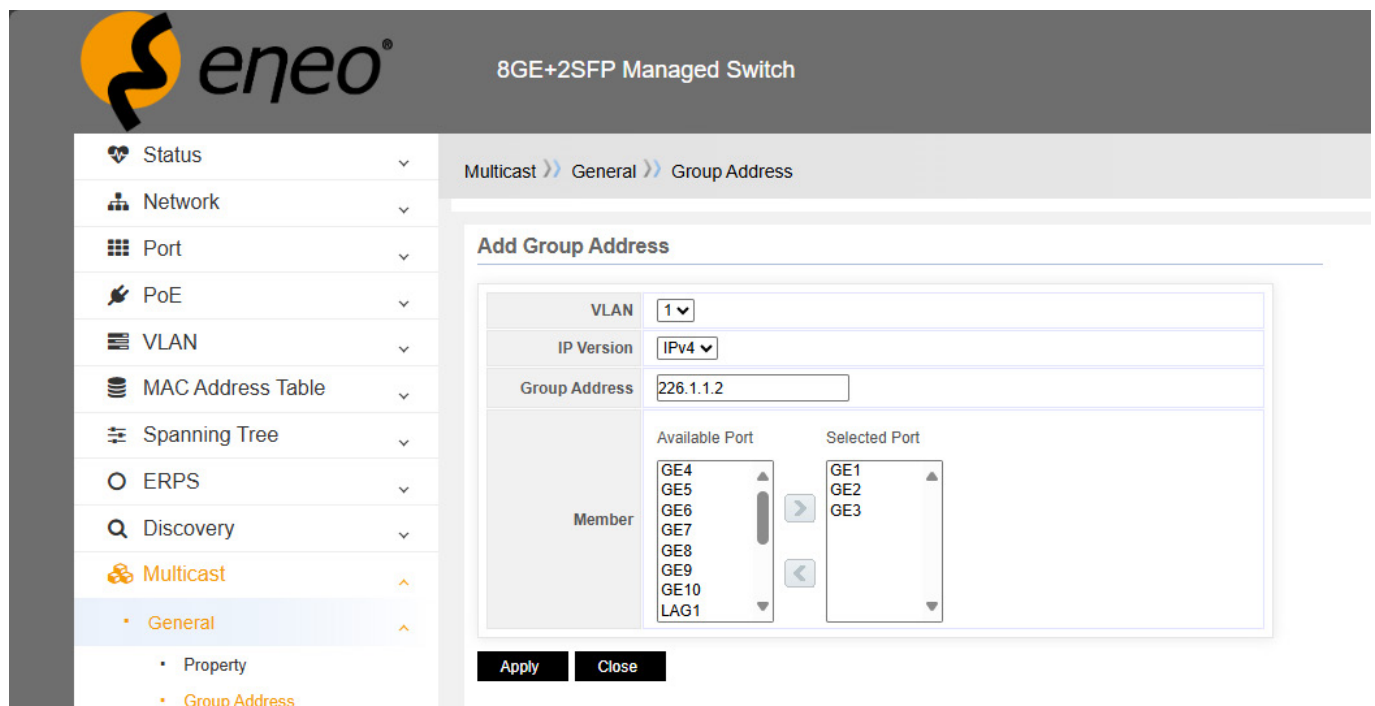 eneo®
8GE+2SFP Managed Switch
Status
Network
Port
PoE
VLAN
MAC Address Table
Spanning Tree
ERPS
Discovery
Multicast
General
Property
Group Address
Multicast》General》Group Address
Add Group Address
VLAN 1
IP Version IPv4
Group Address 226.1.1.2
Member
Available Port Selected Port
GE4 GE1
GE5 GE2
GE6 GE3
GE7
GE8
GE9
GE10
LAG1
Apply Close